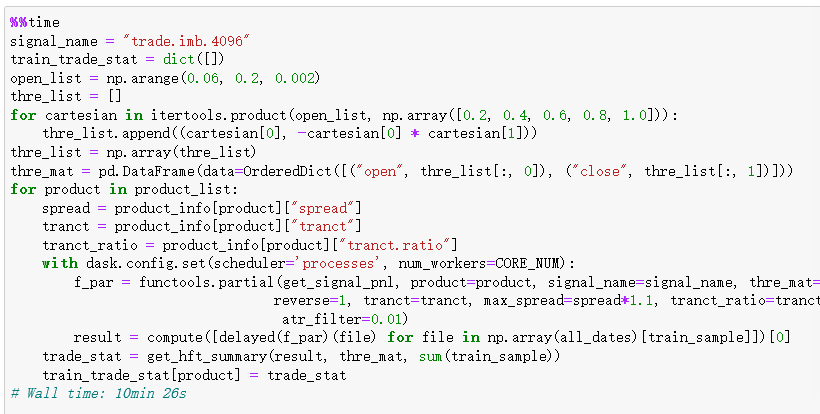 %%time
signal_name = "trade.imb.4096"
train_trade_stat = dict([])
open_list = np.arange(0.06, 0.2, 0.002)
thre_list = []
for cartesian in itertools.product(open_list, np.array([0.2, 0.4, 0.6, 0.8, 1.0])):
    thre_list.append((cartesian[0], -cartesian[0] * cartesian[1]))
thre_list = np.array(thre_list)
thre_mat = pd.DataFrame(data=OrderedDict([("open", thre_list[:, 0]), ("close", thre_list[:, 1])]))
for product in product_list:
    spread = product_info[product]["spread"]
    tranct = product_info[product]["tranct"]
    tranct_ratio = product_info[product]["tranct.ratio"]
    with dask.config.set(scheduler='processes', num_workers=CORE_NUM):
        f_par = functools.partial(get_signal_pnl, product=product, signal_name=signal_name, thre_mat=
                                  reverse=1, tranct=tranct, max_spread=spread*1.1, tranct_ratio=tranct
                                  atr_filter=0.01)
        result = compute([delayed(f_par)(file) for file in np.array(all_dates)[train_sample]])[0]
    trade_stat = get_hft_summary(result, thre_mat, sum(train_sample))
    train_trade_stat[product] = trade_stat
# Wall time: 10min 26s